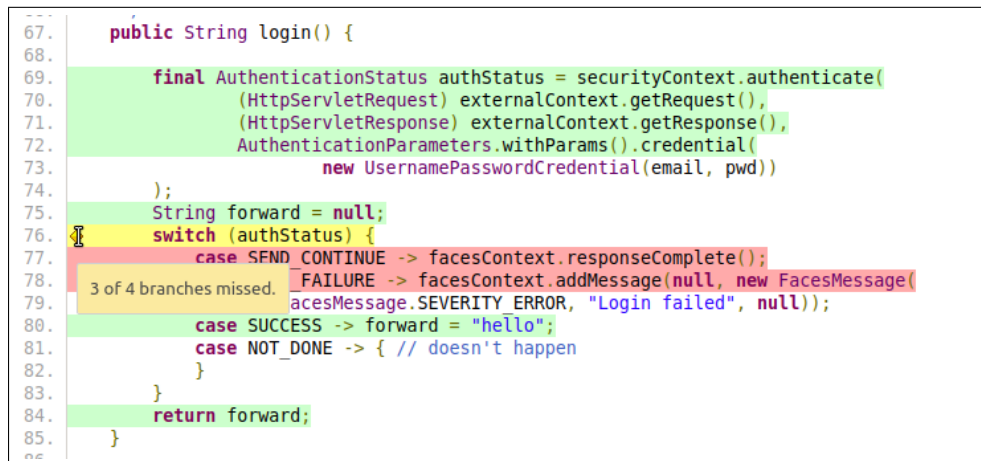 67. public String login() {
68.
69. final AuthenticationStatus authStatus = securityContext.authenticate(
70. (HttpServletRequest) externalContext.getRequest(),
71. (HttpServletResponse) externalContext.getResponse(),
72. AuthenticationParameters.withParams().credential(
73. new UsernamePasswordCredential(email, pwd))
74. );
75. String forward = null;
76. switch (authStatus) {
77. case SEND_CONTINUE -> facesContext.responseComplete();
78. _FAILURE -> facesContext.addMessage(null, new FacesMessage(
3 of 4 branches missed.
79. acesMessage.SEVERITY_ERROR, "Login failed", null));
80. case SUCCESS -> forward = "hello";
81. case NOT_DONE -> { // doesn't happen
82. }
83. }
84. return forward;
85. }